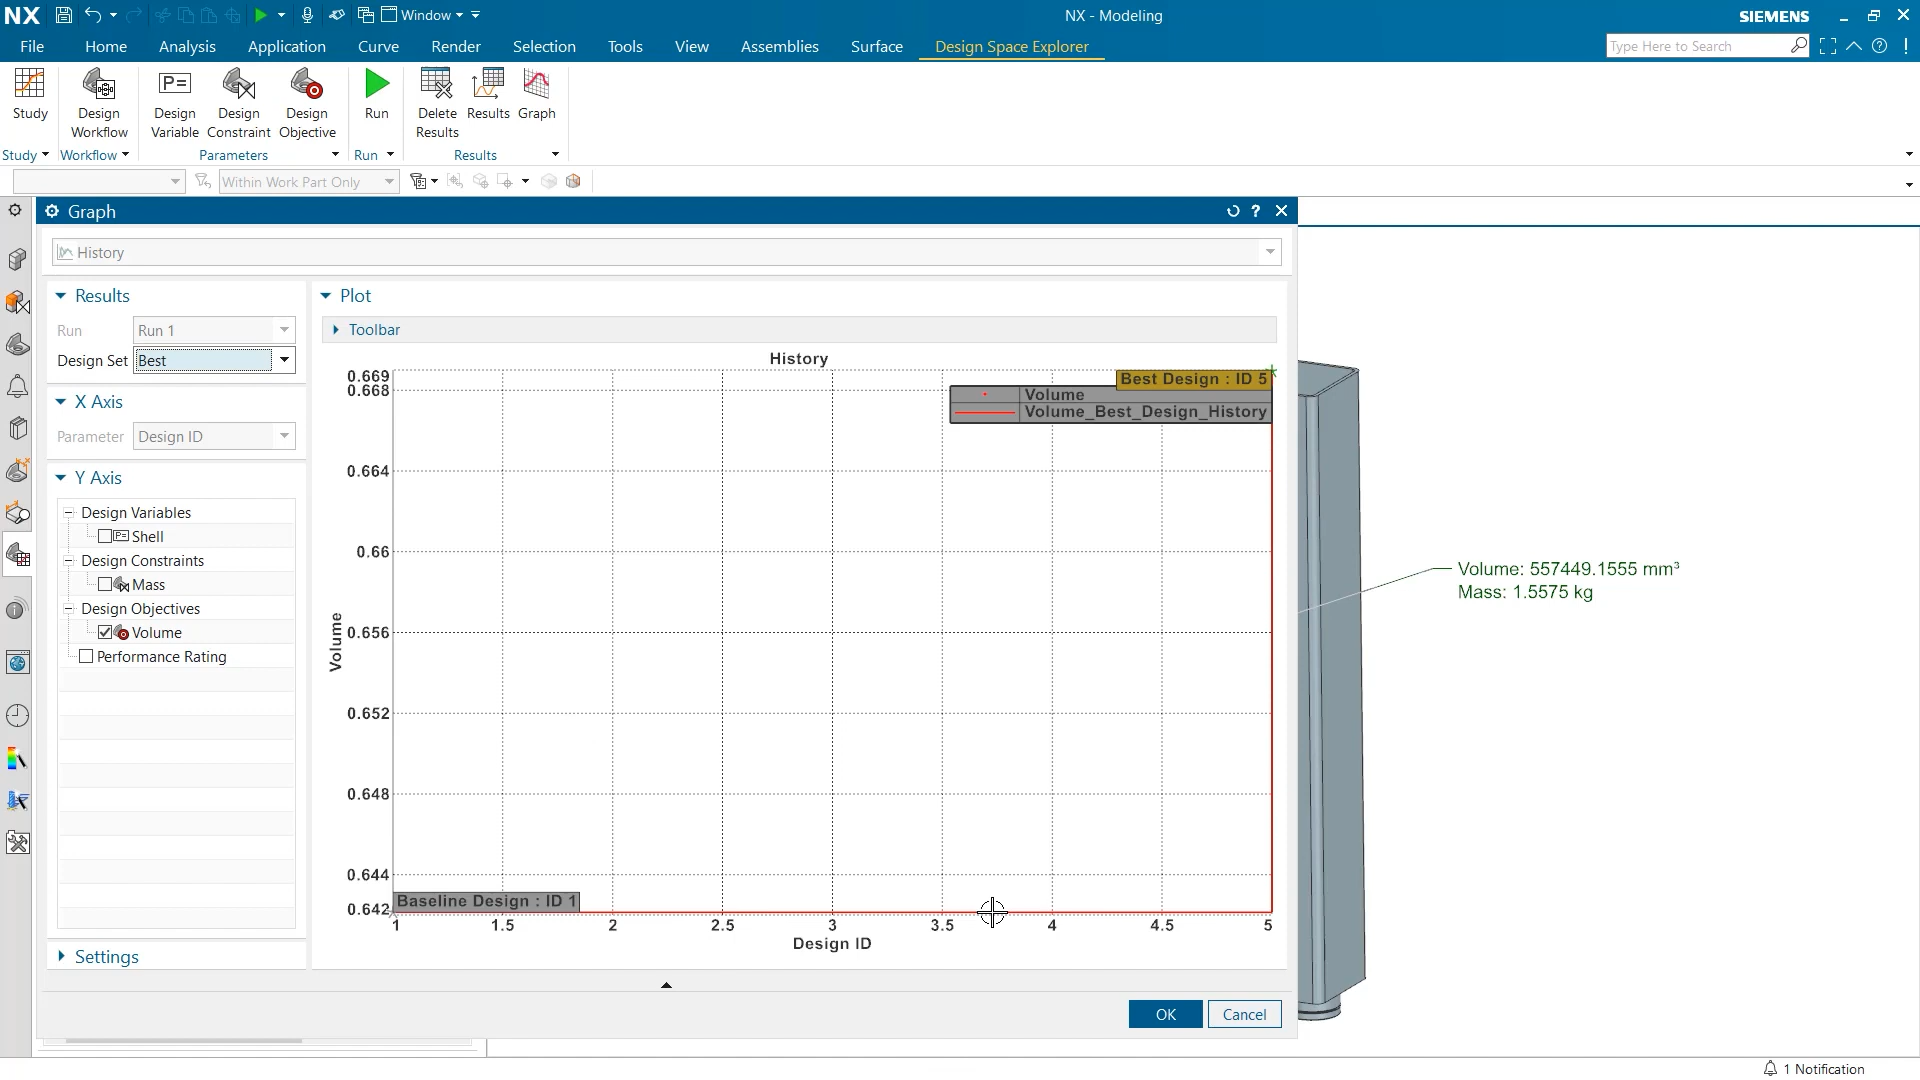 NX
Window
NX - Modeling
SIEMENS
File
Home
Analysis
Application
Curve
Render
Selection
Tools
View
Assemblies
Surface
Design Space Explorer
Type Here to Search
Study
Design
Workflow
Design
Variable
Design
Constraint
Design
Objective
Run
Delete
Results
Results
Graph
Study
Workflow
Parameters
Run
Results
Within Work Part Only
Graph
History
Results
Run
Run 1
Design Set
Best
X Axis
Parameter
Design ID
Y Axis
Design Variables
P= Shell
Design Constraints
Mass
Design Objectives
Volume
Performance Rating
Settings
Plot
Toolbar
History
Best Design : ID 5
Volume
Volume_Best_Design_History
0.669
0.668
0.664
0.66
0.656
0.652
0.648
0.644
0.642
Volume
Baseline Design : ID 1
1
1.5
2
2.5
3
3.5
4
4.5
5
Design ID
OK
Cancel
Volume: 557449.1555 mm³
Mass: 1.5575 kg
1 Notification